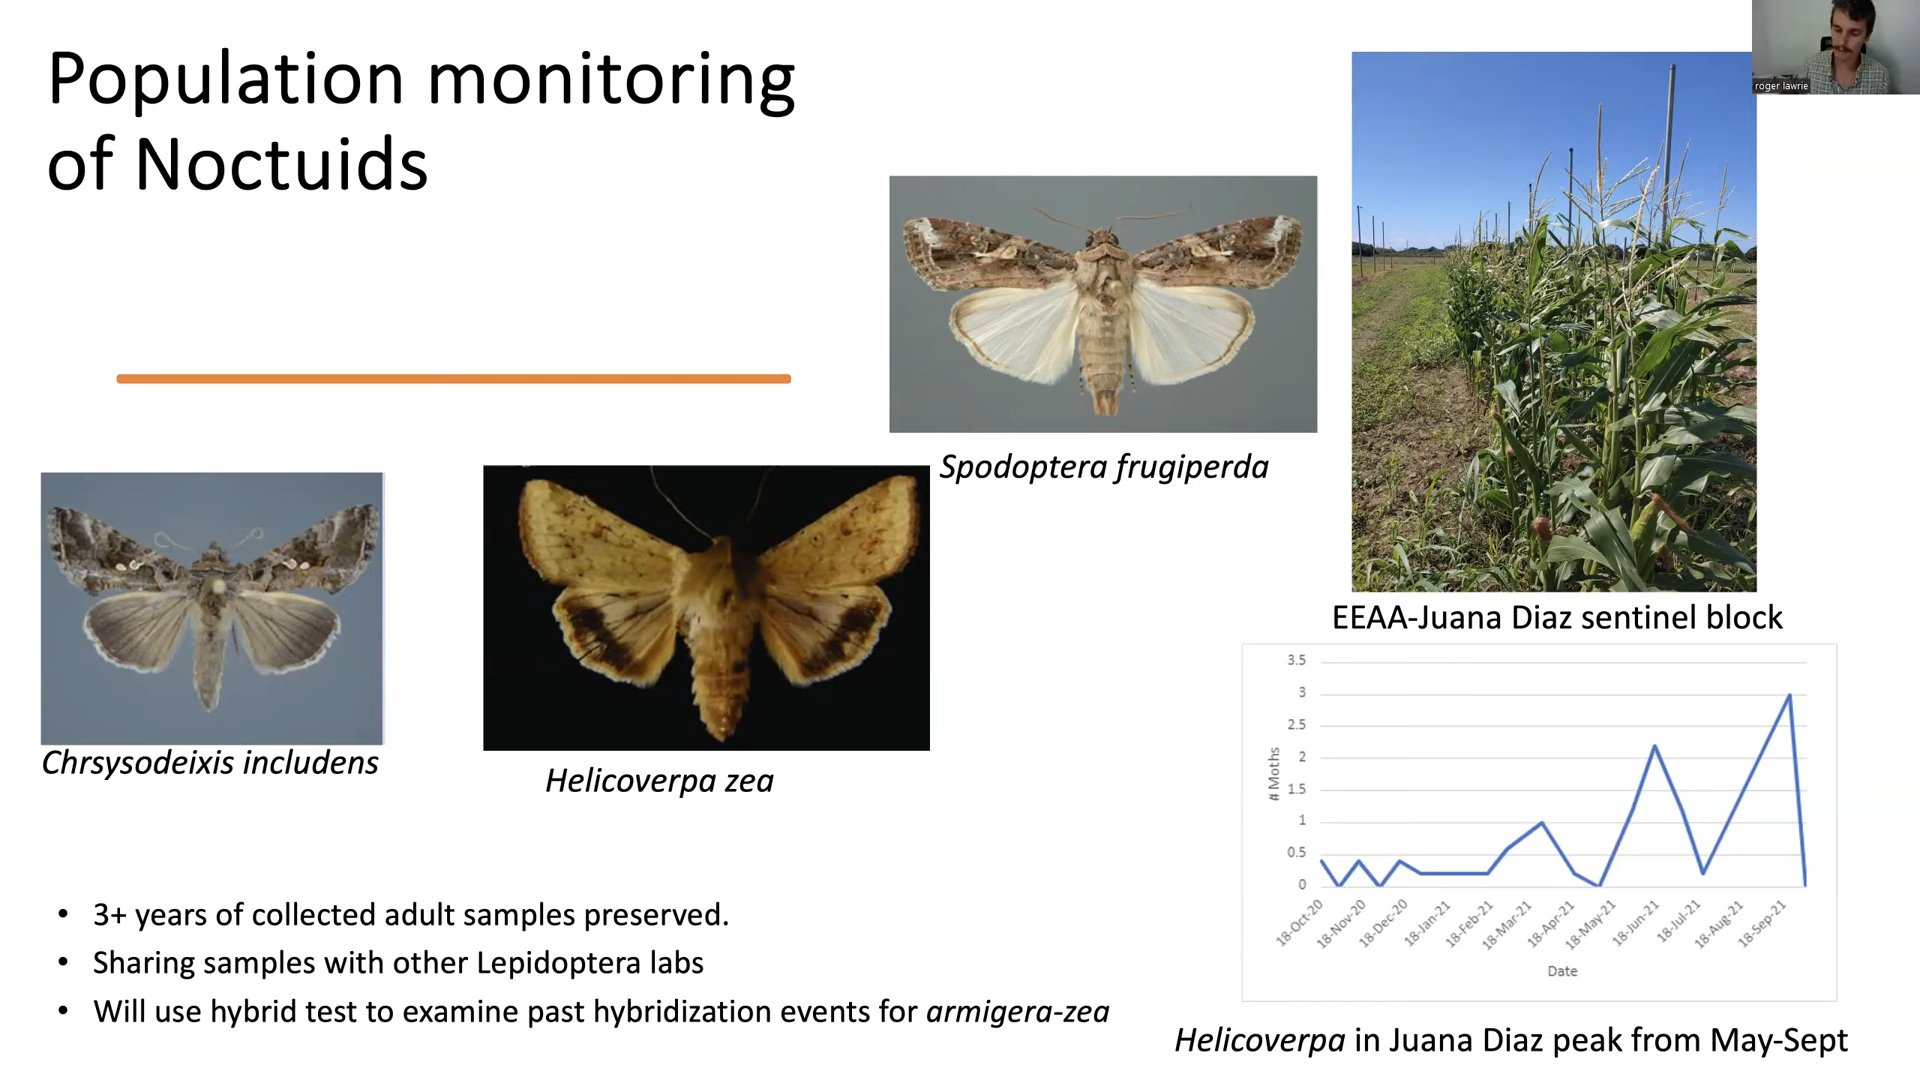 Population monitoring
of Noctuids
roger lawrie
Spodoptera frugiperda
Chrsysodeixis includens
Helicoverpa zea
EEAA-Juana Diaz sentinel block
3.5
3
2.5
2
1.5
1
0.5
0
# Moths
18-Oct-20
18-Nov-20
18-Dec-20
18-Jan-21
18-Feb-21
18-Mar-21
18-Apr-21
18-May-21
18-Jun-21
18-Jul-21
18-Aug-21
18-Sep-21
Date
• 3+ years of collected adult samples preserved.
• Sharing samples with other Lepidoptera labs
• Will use hybrid test to examine past hybridization events for armigera-zea
Helicoverpa in Juana Diaz peak from May-Sept